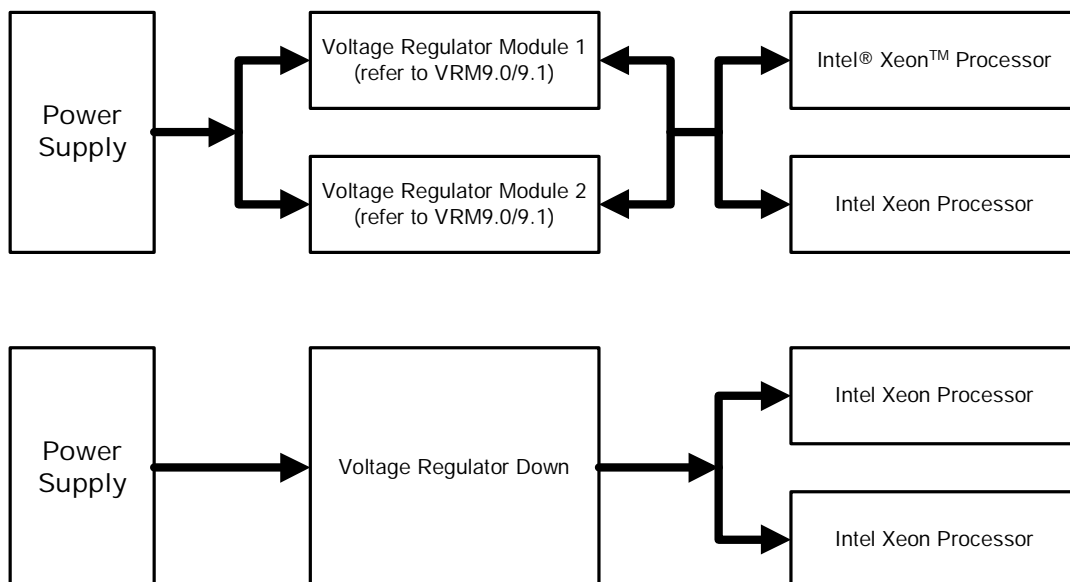 Power
Supply
Voltage Regulator Module 1
(refer to VRM9.0/9.1)
Voltage Regulator Module 2
(refer to VRM9.0/9.1)
Intel® Xeon™ Processor
Intel Xeon Processor
Power
Supply
Voltage Regulator Down
Intel Xeon Processor
Intel Xeon Processor